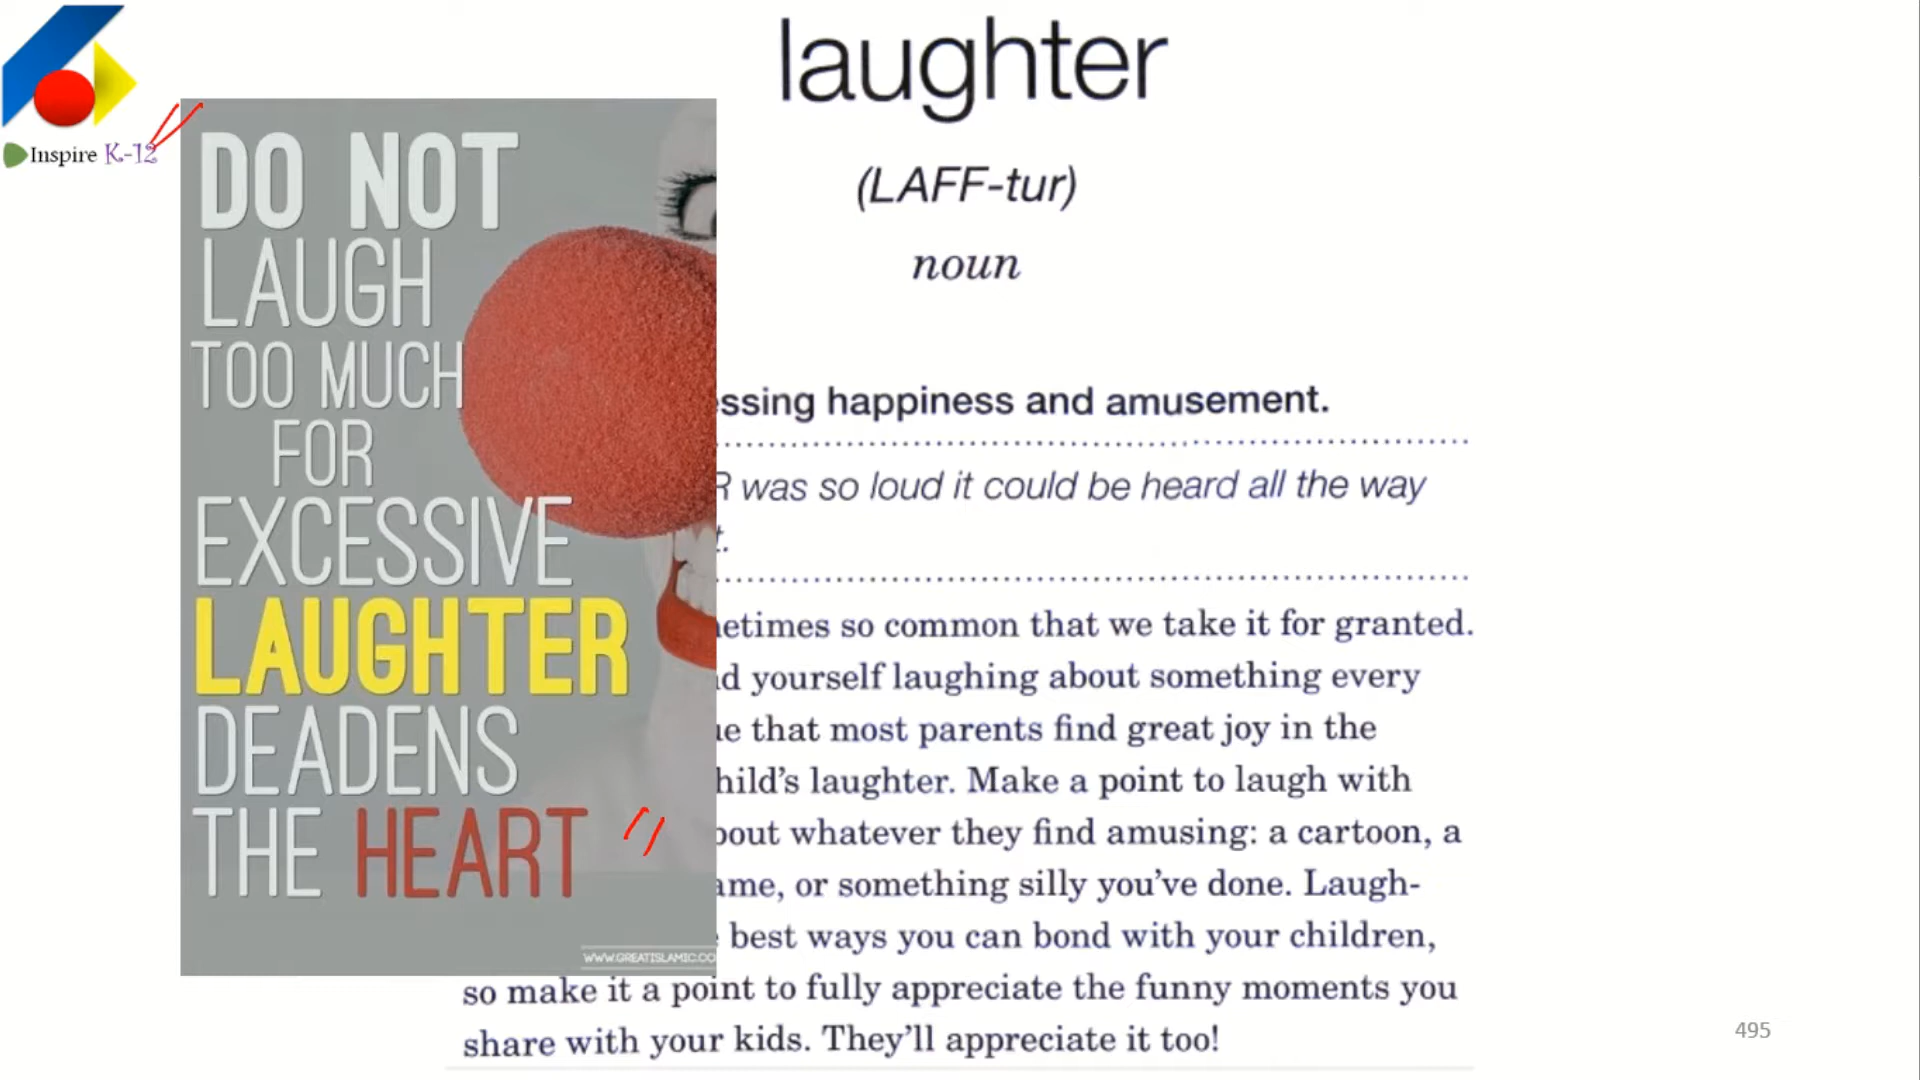 Inspire K-12
DO NOT
LAUGH
TOO MUCH
FOR
EXCESSIVE
LAUGHTER
DEADENS
THE HEART
WWW.GREATISLAMIC.CO
laughter
(LAFF-tur)
noun
happiness and amusement.
was so loud it could be heard all the way
so common that we take it for granted.
yourself laughing about something every
that most parents find great joy in the
laughter. Make a point to laugh with
whatever they find amusing: a cartoon, a
or something silly you've done. Laugh-
best ways you can bond with your children,
so make it a point to fully appreciate the funny moments you
share with your kids. They'll appreciate it too!
495